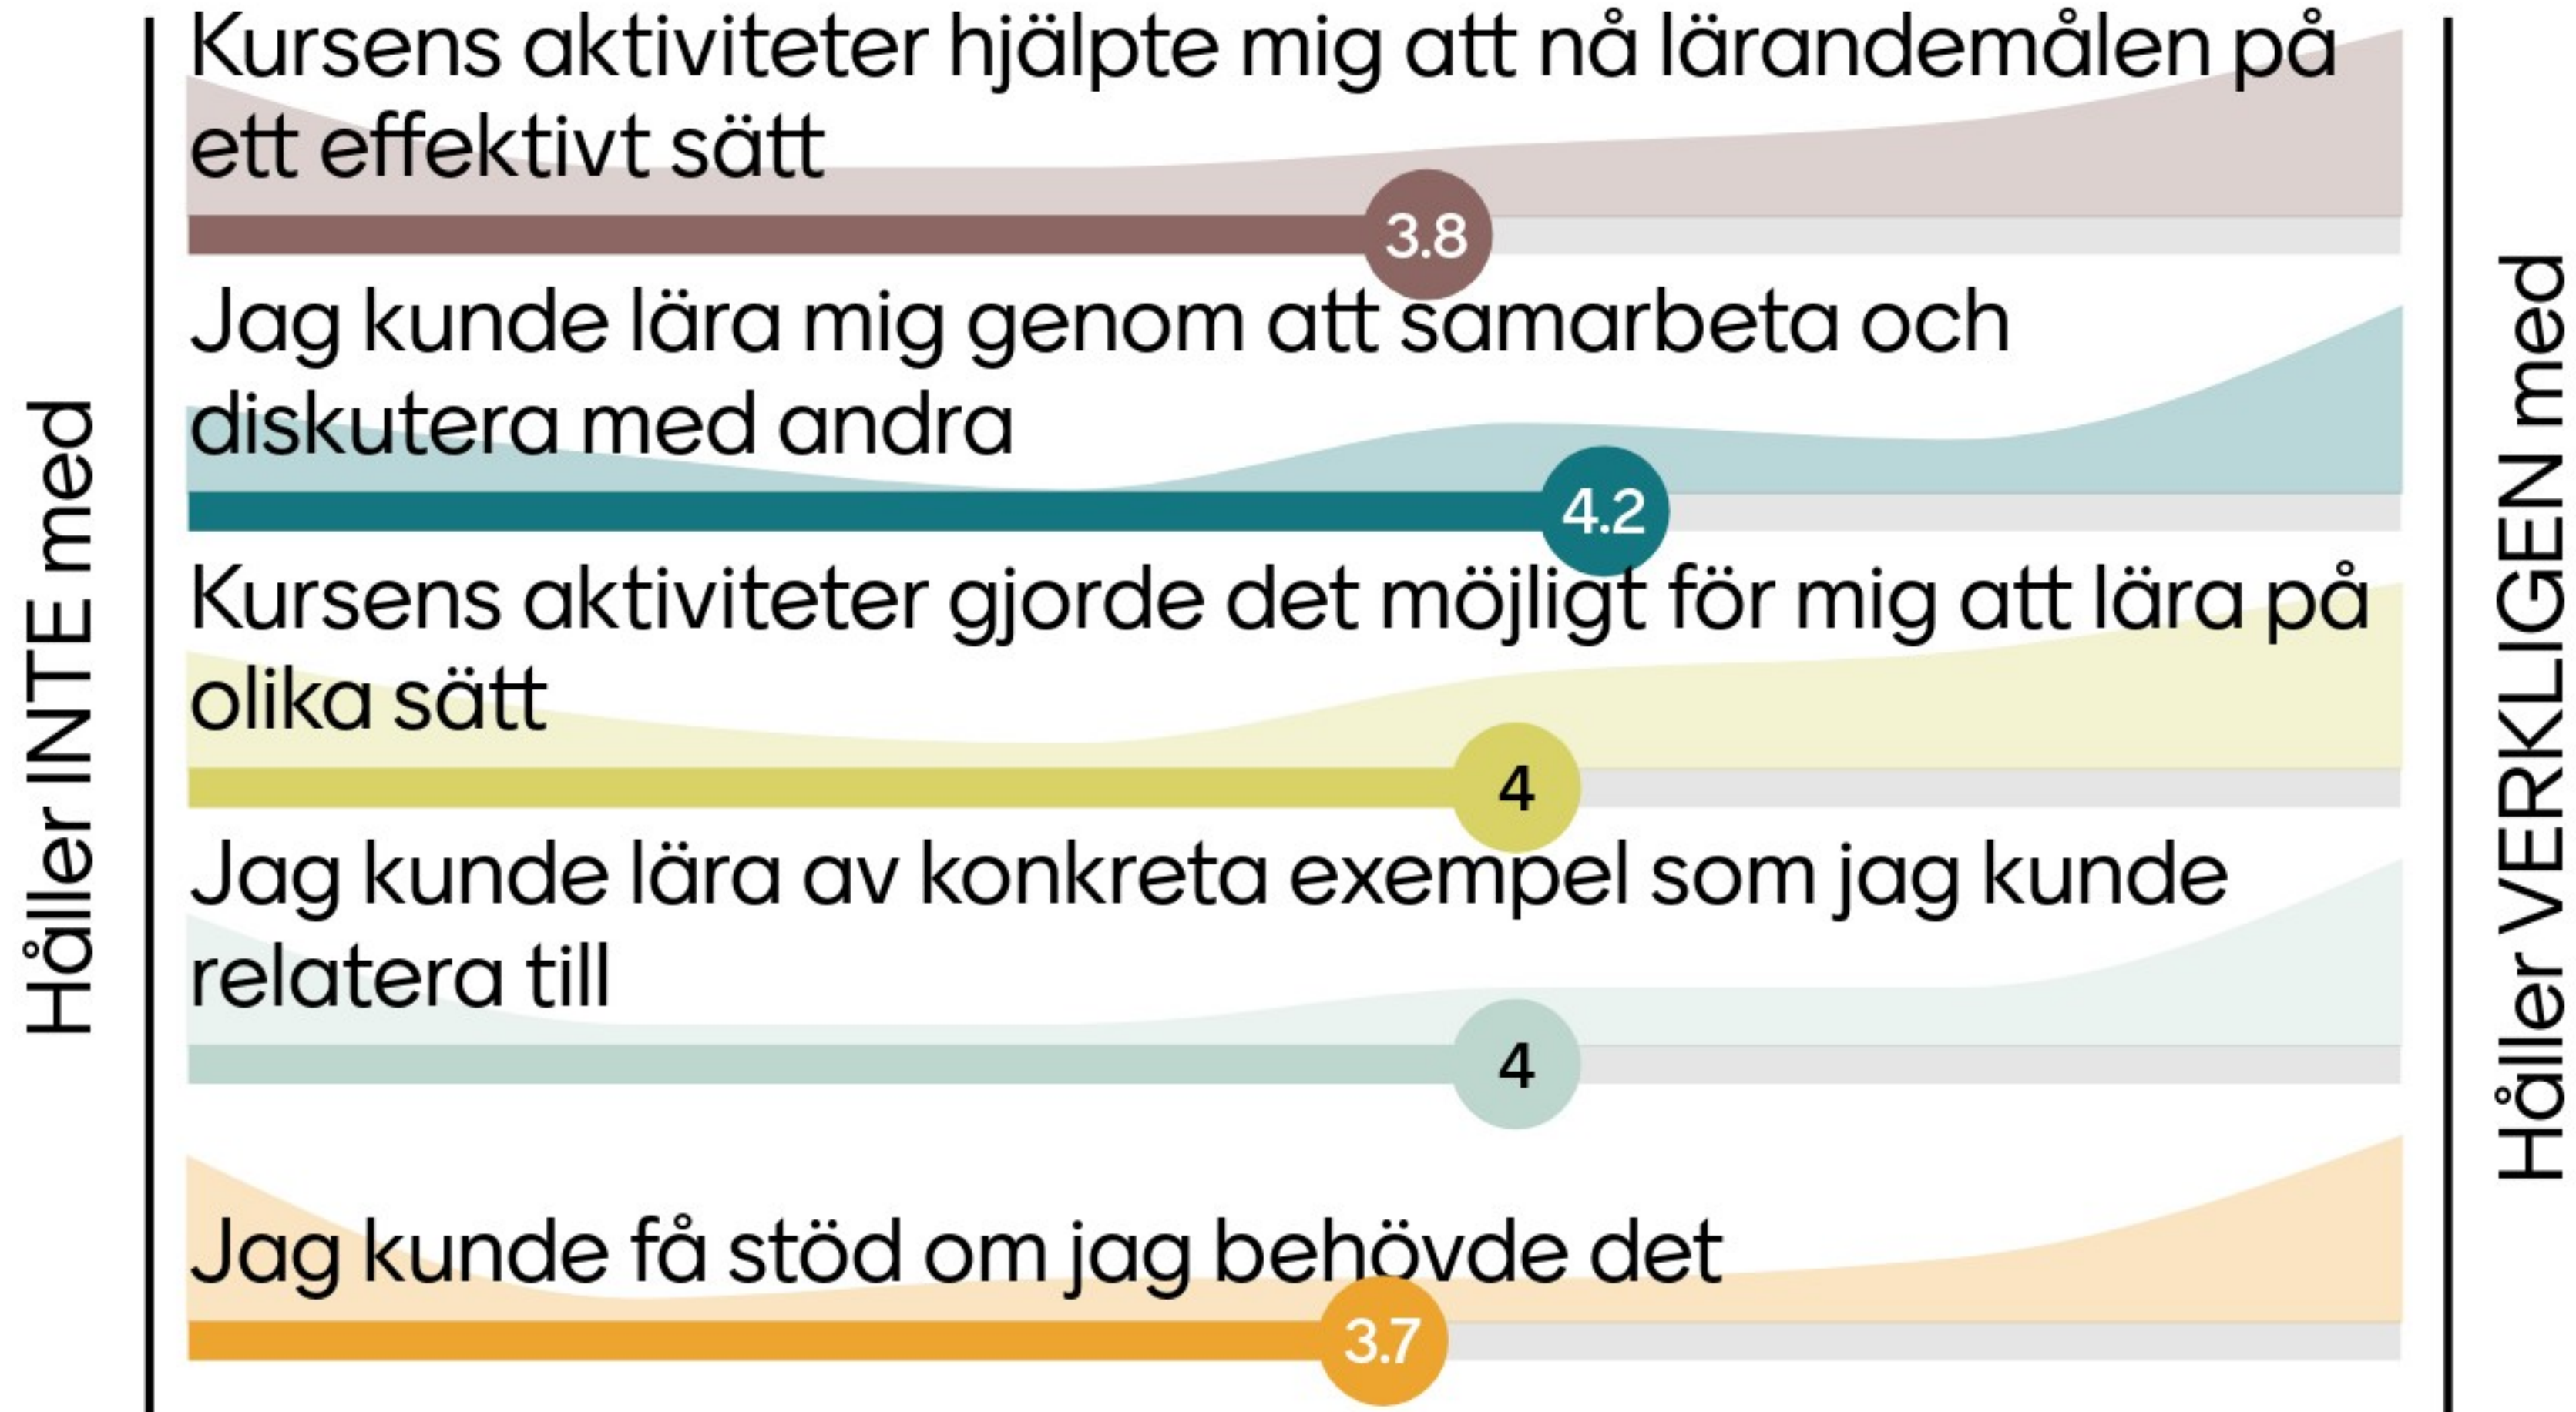 Håller INTE med
Kursens aktiviteter hjälpte mig att nå lärandemålen på
ett effektivt sätt
3.8
Jag kunde lära mig genom att samarbeta och
diskutera med andra
4.2
Kursens aktiviteter gjorde det möjligt för mig att lära på
olika sätt
4
Jag kunde lära av konkreta exempel som jag kunde
relatera till
4
Jag kunde få stöd om jag behövde det
3.7
Håller VERKLIGEN med